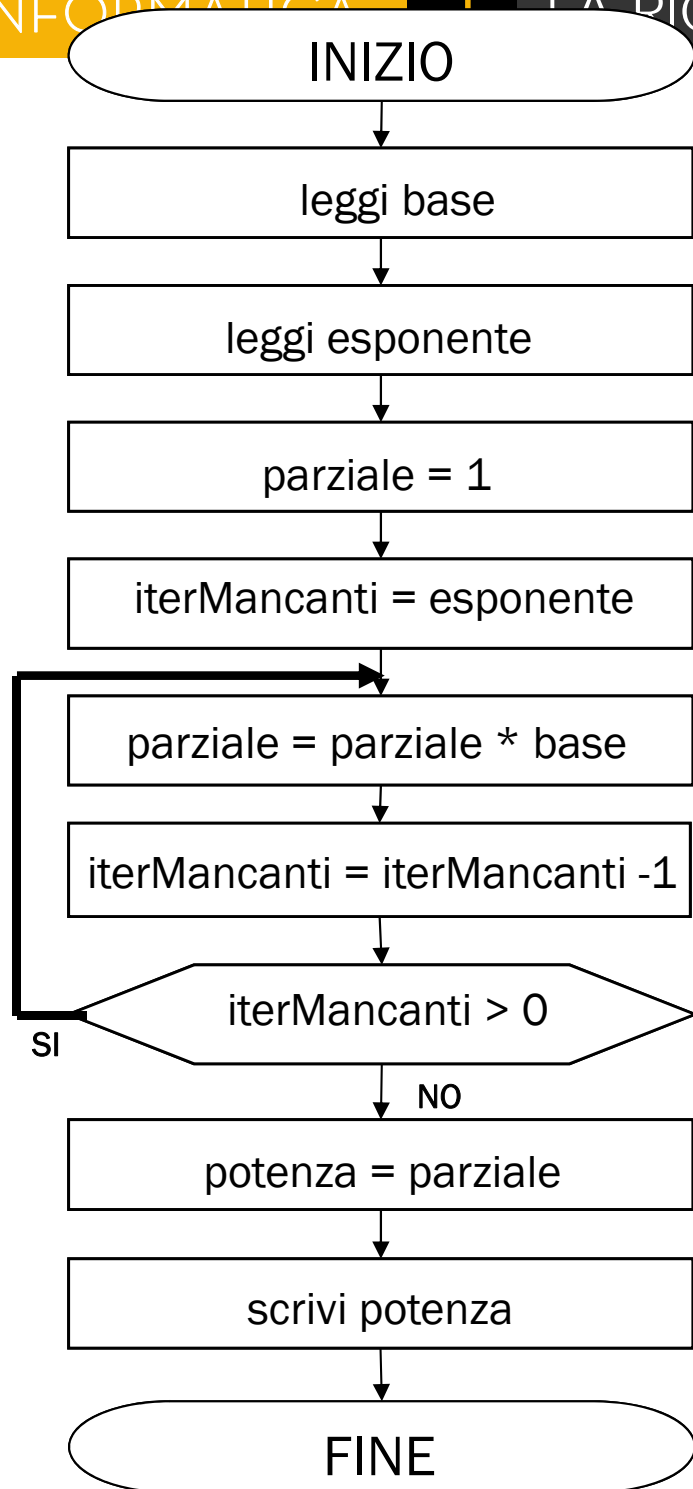 INIZIO
leggi base
leggi esponente
parziale = 1
iterMancanti = esponente
parziale = parziale * base
iterMancanti = iterMancanti -1
iterMancanti > 0
SI
NO
potenza = parziale
scrivi potenza
FINE